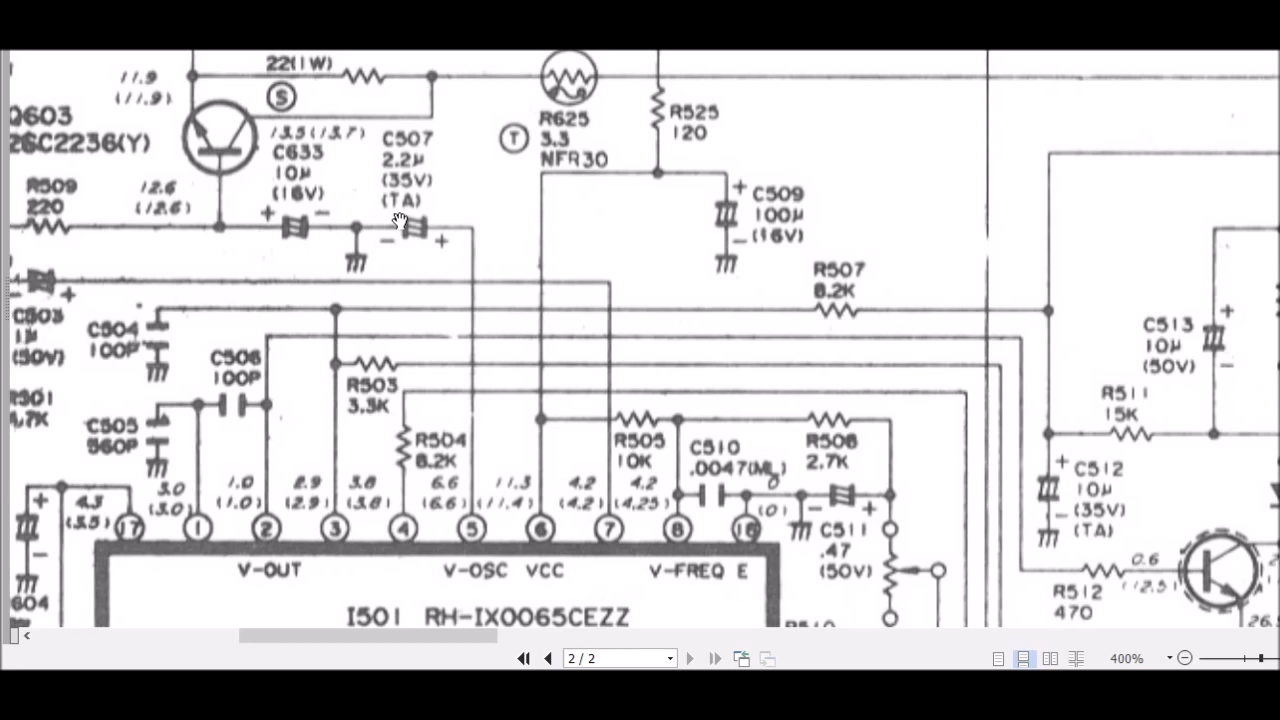 22(1W)
11.9
(11.9)
S
Q603
2SC2236(Y)
13.5(13.7)
C633
10μ
(16V)
C507
2.2μ
(35V)
(TA)
T
R625
3.3
NFR30
R525
120
R509
220
12.6
(12.6)
+
−
−
+
+
C509
100μ
(16V)
−
R507
8.2K
−
+
C503
1μ
(50V)
C504
100P
C506
100P
R503
3.3K
C513
10μ
(50V)
+
−
R501
C505
560P
R504
8.2K
R505
10K
C510
.0047(ML)
R508
2.7K
R511
15K
+
C512
10μ
(35V)
(TA)
−
+
−
4.3
(3.5)
3.0
(3.0)
1.0
(1.0)
2.9
(2.9)
3.8
(3.8)
6.6
(6.6)
11.3
(11.4)
4.2
(4.2)
4.2
(4.25)
0
(0)
−
+
C511
.47
(50V)
17
1
2
3
4
5
6
7
8
18
V-OUT
V-OSC
VCC
V-FREQ
E
604
I501 RH-IX0065CEZZ
R512
470
0.6
(12.5)
R510
2 / 2
400%